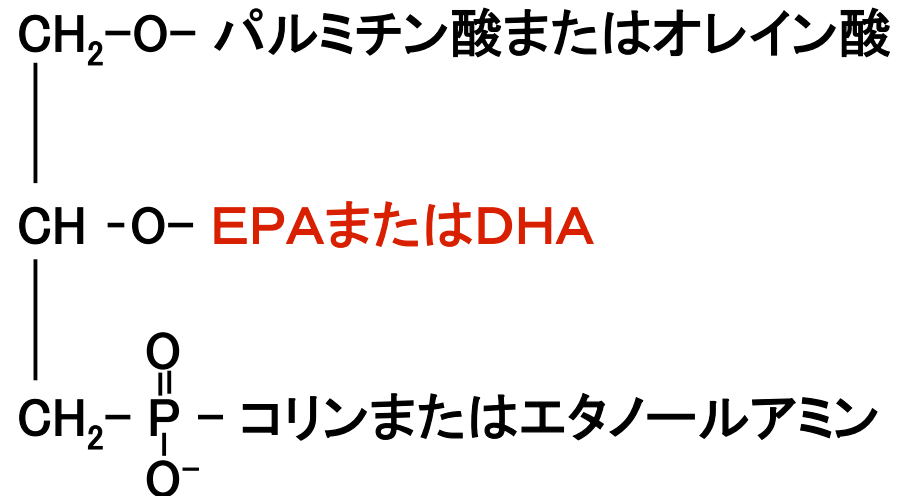 CH2-O- パルミチン酸またはオレイン酸
CH -O- EPAまたはDHA
O
CH2- P - コリンまたはエタノールアミン
O−